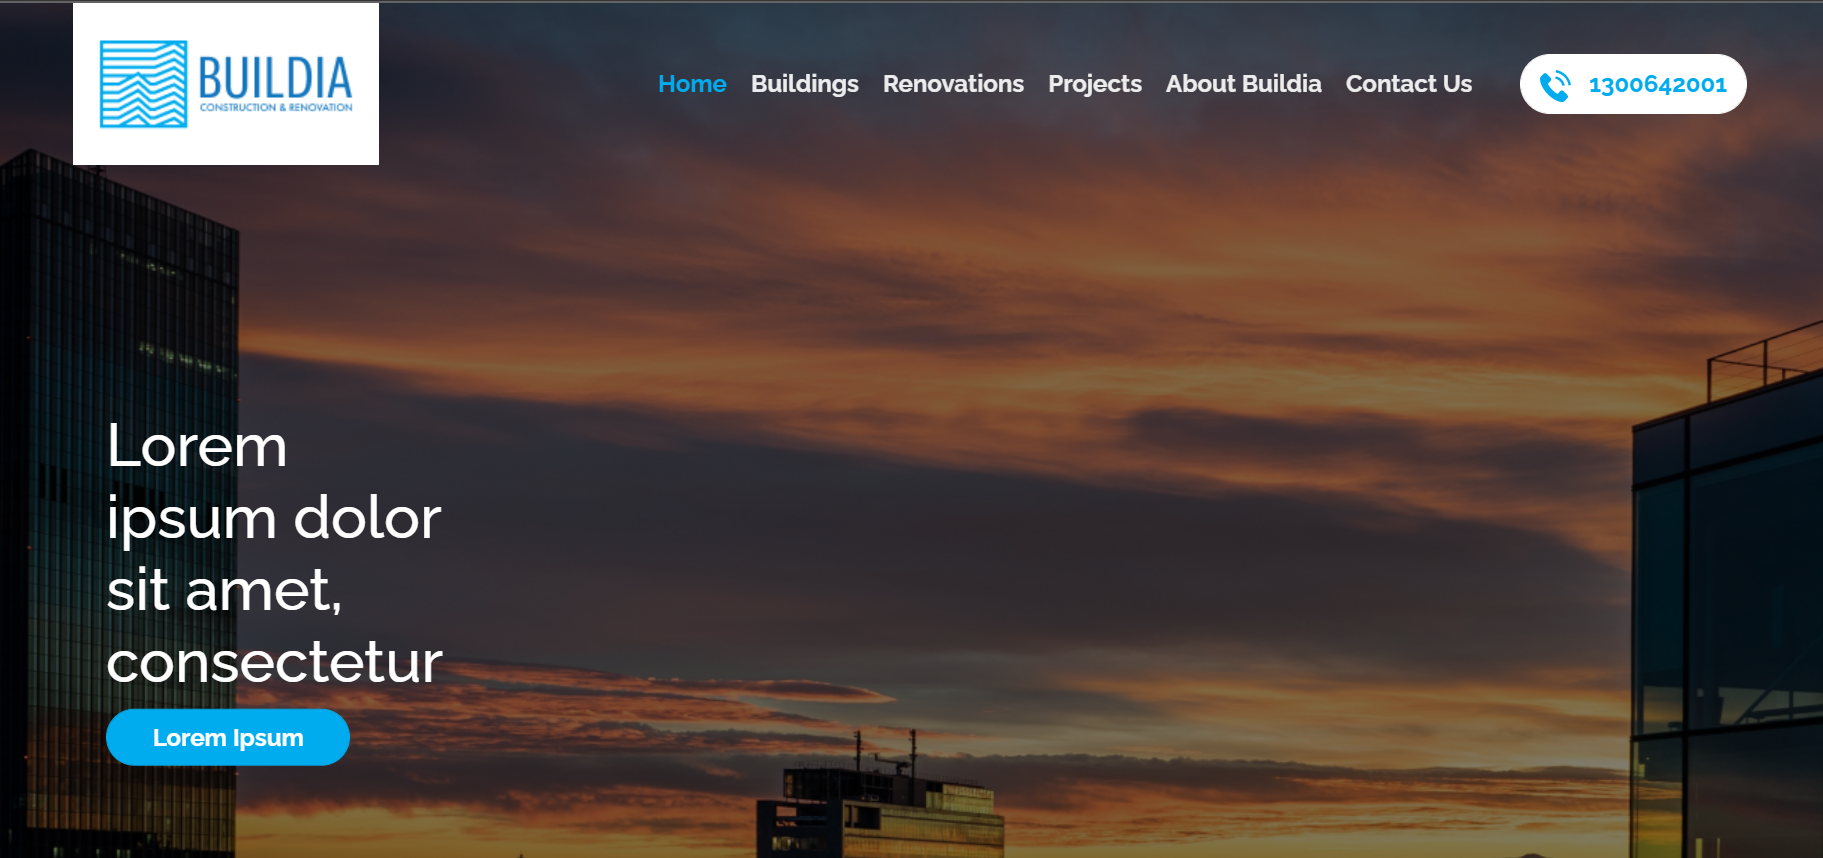 BUILDIA
CONSTRUCTION & RENOVATION
Home Buildings Renovations Projects About Buildia Contact Us 1300642001
Lorem
ipsum dolor
sit amet,
consectetur
Lorem Ipsum